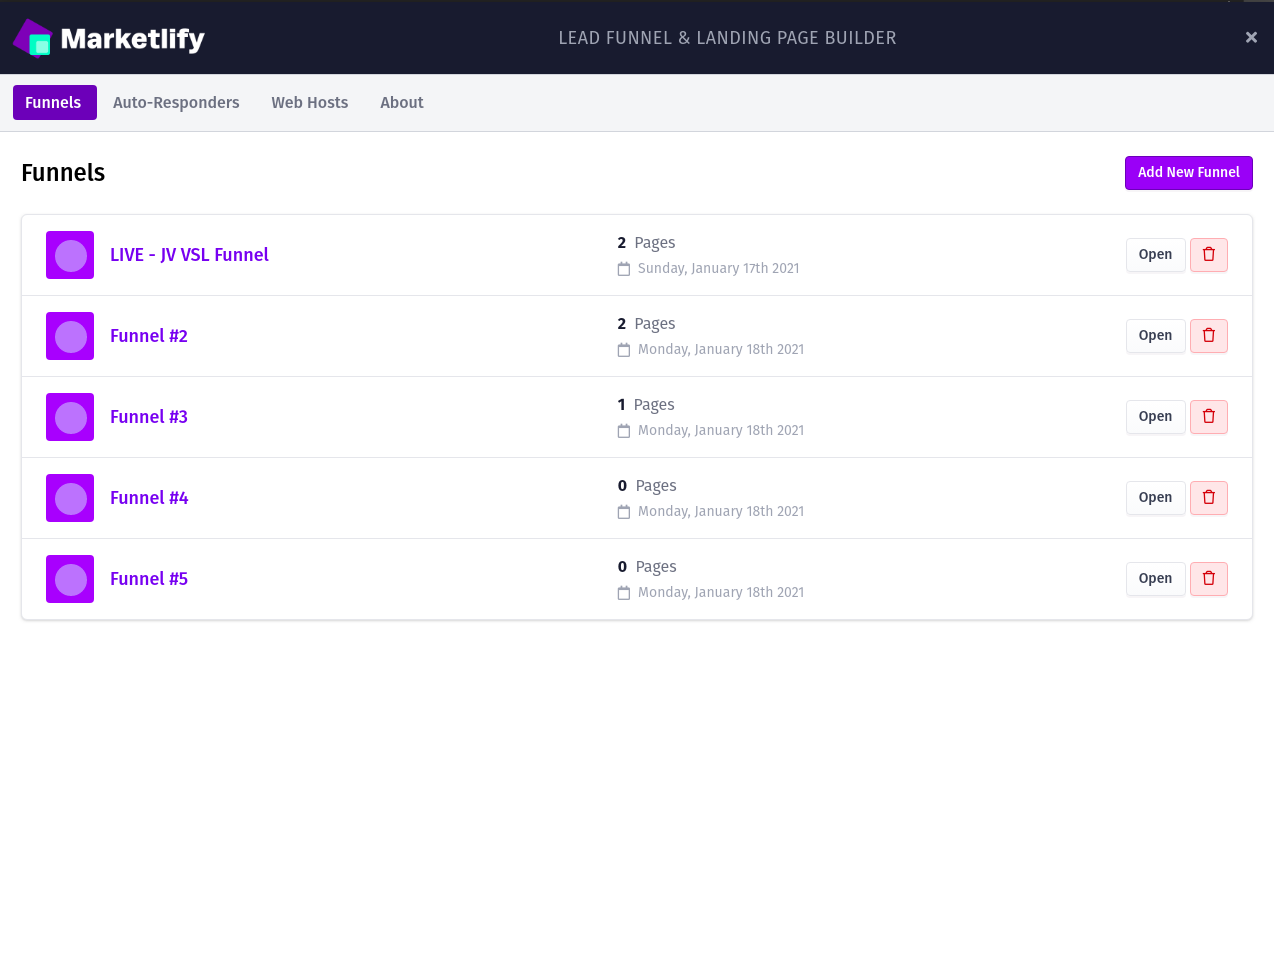 Marketlify
LEAD FUNNEL & LANDING PAGE BUILDER
Funnels Auto-Responders Web Hosts About
Funnels
Add New Funnel
LIVE - JV VSL Funnel
2 Pages
Sunday, January 17th 2021
Open
Funnel #2
2 Pages
Monday, January 18th 2021
Open
Funnel #3
1 Pages
Monday, January 18th 2021
Open
Funnel #4
0 Pages
Monday, January 18th 2021
Open
Funnel #5
0 Pages
Monday, January 18th 2021
Open